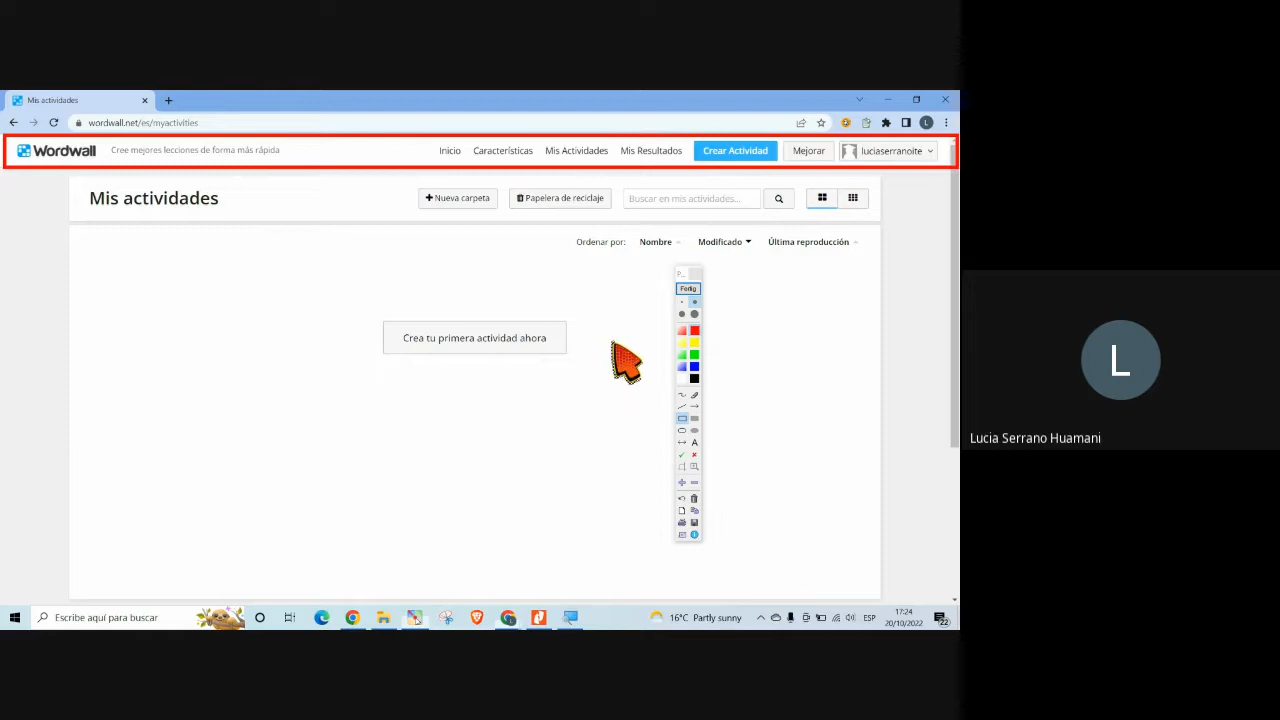 Mis actividades
wordwall.net/es/myactivities
L
Wordwall
Cree mejores lecciones de forma más rápida
Inicio
Características
Mis Actividades
Mis Resultados
Crear Actividad
Mejorar
luciaserranoite
Mis actividades
Nueva carpeta
Papelera de reciclaje
Buscar en mis actividades...
Ordenar por:
Nombre
Modificado
Última reproducción
Fertig
A
Crea tu primera actividad ahora
L
Lucia Serrano Huamani
Escribe aquí para buscar
16°C Partly sunny
ESP
17:24
20/10/2022
22